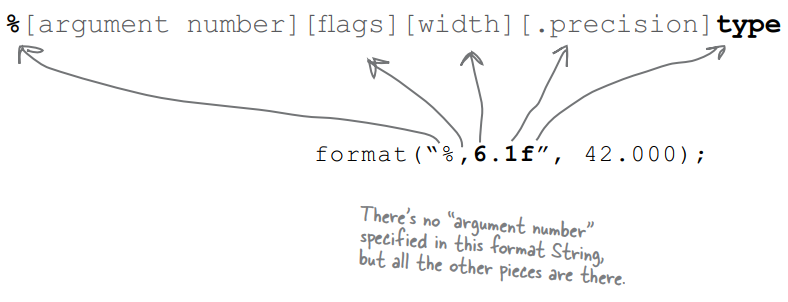 %[argument number][flags][width][.precision]type
format(“%,6.1f”, 42.000);
There's no “argument number”
specified in this format String,
but all the other pieces are there.